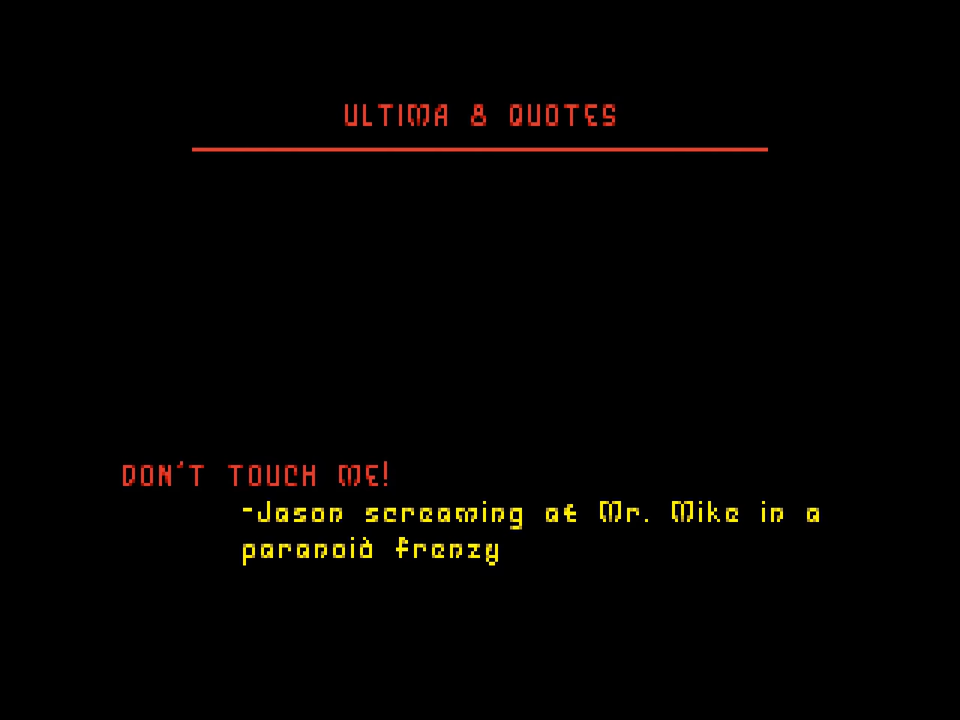 ULTIMA 8 QUOTES
DON'T TOUCH ME!
-Jason screaming at Mr. Mike in a
paranoid frenzy